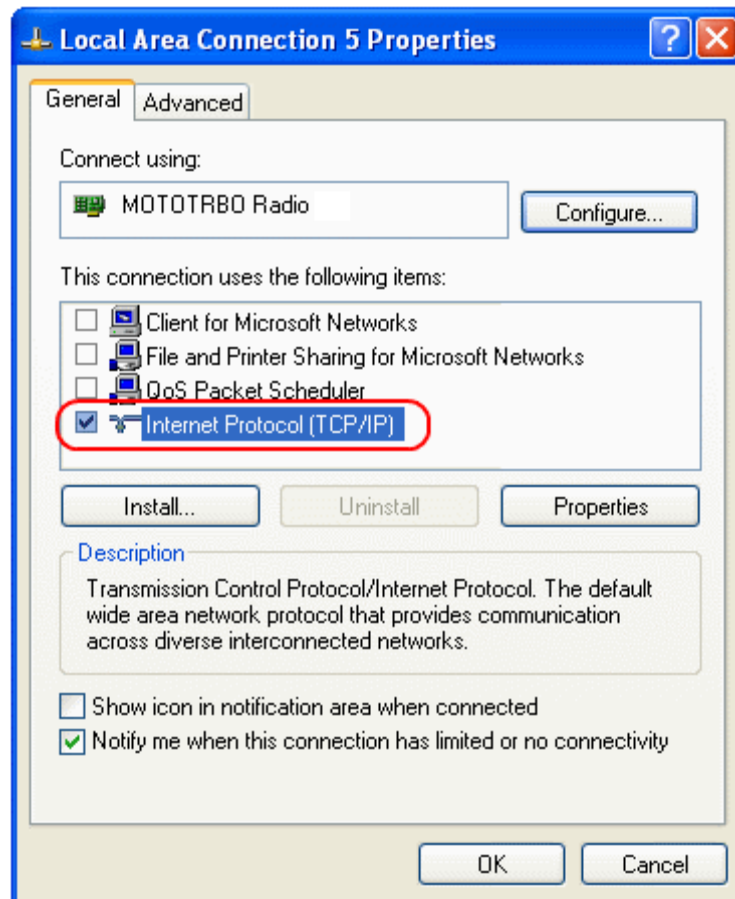 Local Area Connection 5 Properties
?
X
General
Advanced
Connect using:
MOTOTRBO Radio
Configure...
This connection uses the following items:
Client for Microsoft Networks
File and Printer Sharing for Microsoft Networks
QoS Packet Scheduler
Internet Protocol (TCP/IP)
Install...
Uninstall
Properties
Description
Transmission Control Protocol/Internet Protocol. The default
wide area network protocol that provides communication
across diverse interconnected networks.
Show icon in notification area when connected
Notify me when this connection has limited or no connectivity
OK
Cancel